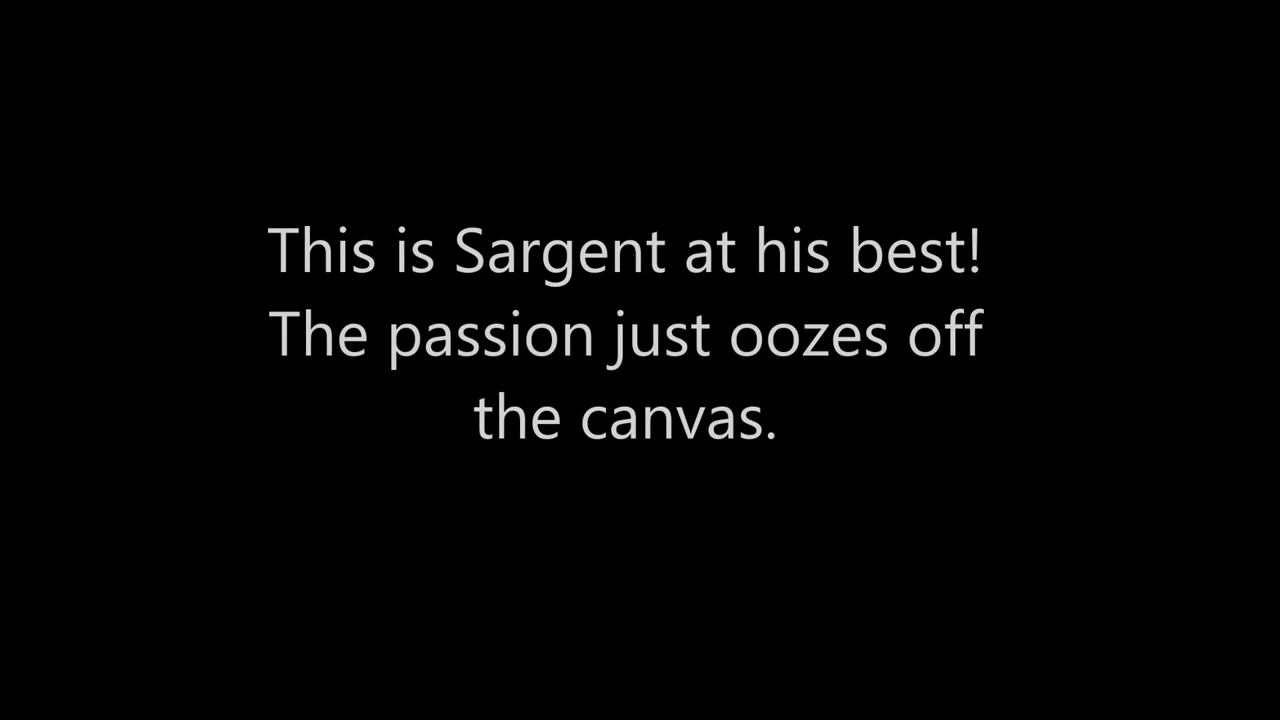 This is Sargent at his best!
The passion just oozes off
the canvas.